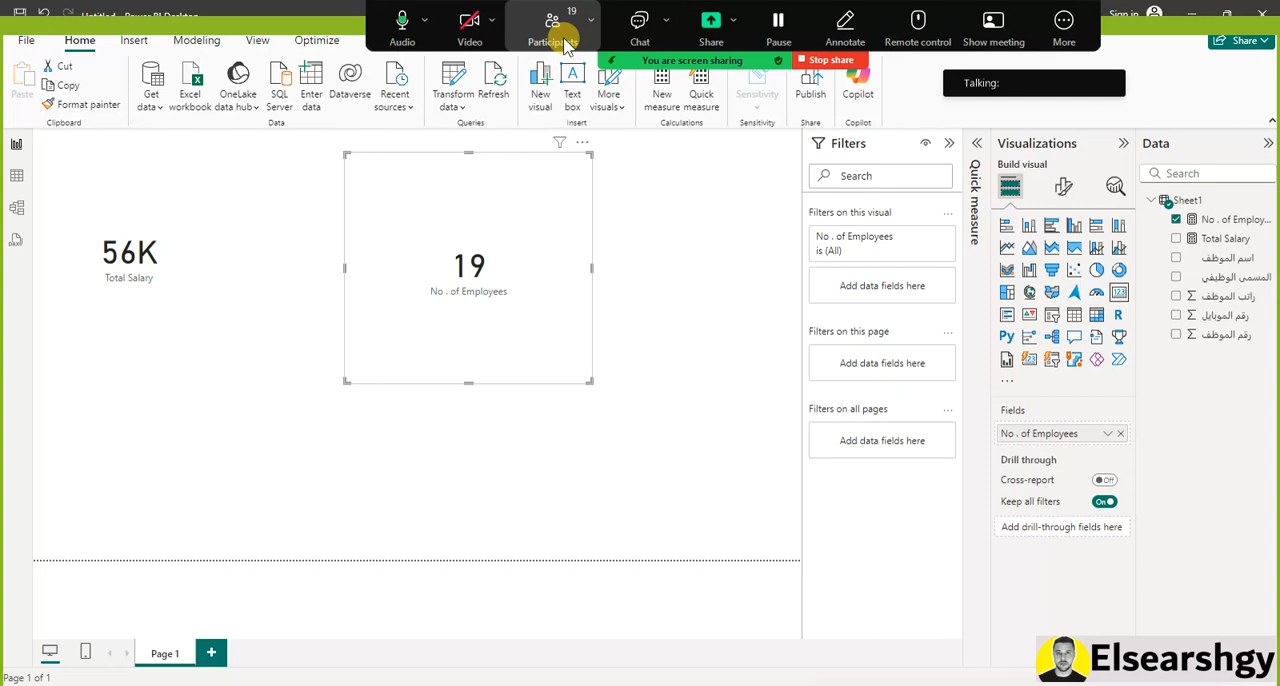 Untitled - Power BI Desktop
Sign in
Audio
Video
19
Participants
Chat
Share
Pause
Annotate
Remote control
Show meeting
More
You are screen sharing
Stop share
Talking:
File
Home
Insert
Modeling
View
Optimize
Share
Paste
Cut
Copy
Format painter
Clipboard
Get data
Excel workbook
OneLake data hub
SQL Server
Enter data
Dataverse
Recent sources
Data
Transform data
Refresh
Queries
New visual
Text box
More visuals
Insert
New measure
Quick measure
Calculations
Sensitivity
Sensitivity
Publish
Share
Copilot
Copilot
56K
Total Salary
19
No . of Employees
Filters
Search
Filters on this visual
No . of Employees
is (All)
Add data fields here
Filters on this page
Add data fields here
Filters on all pages
Add data fields here
Quick measure
Visualizations
Build visual
Fields
No . of Employees
Drill through
Cross-report
Off
Keep all filters
On
Add drill-through fields here
Data
Search
Sheet1
No . of Employ...
Total Salary
اسم الموظف
المسمى الوظيفي
راتب الموظف
رقم الموبايل
رقم الموظف
Page 1
Page 1 of 1
Elsearshgy